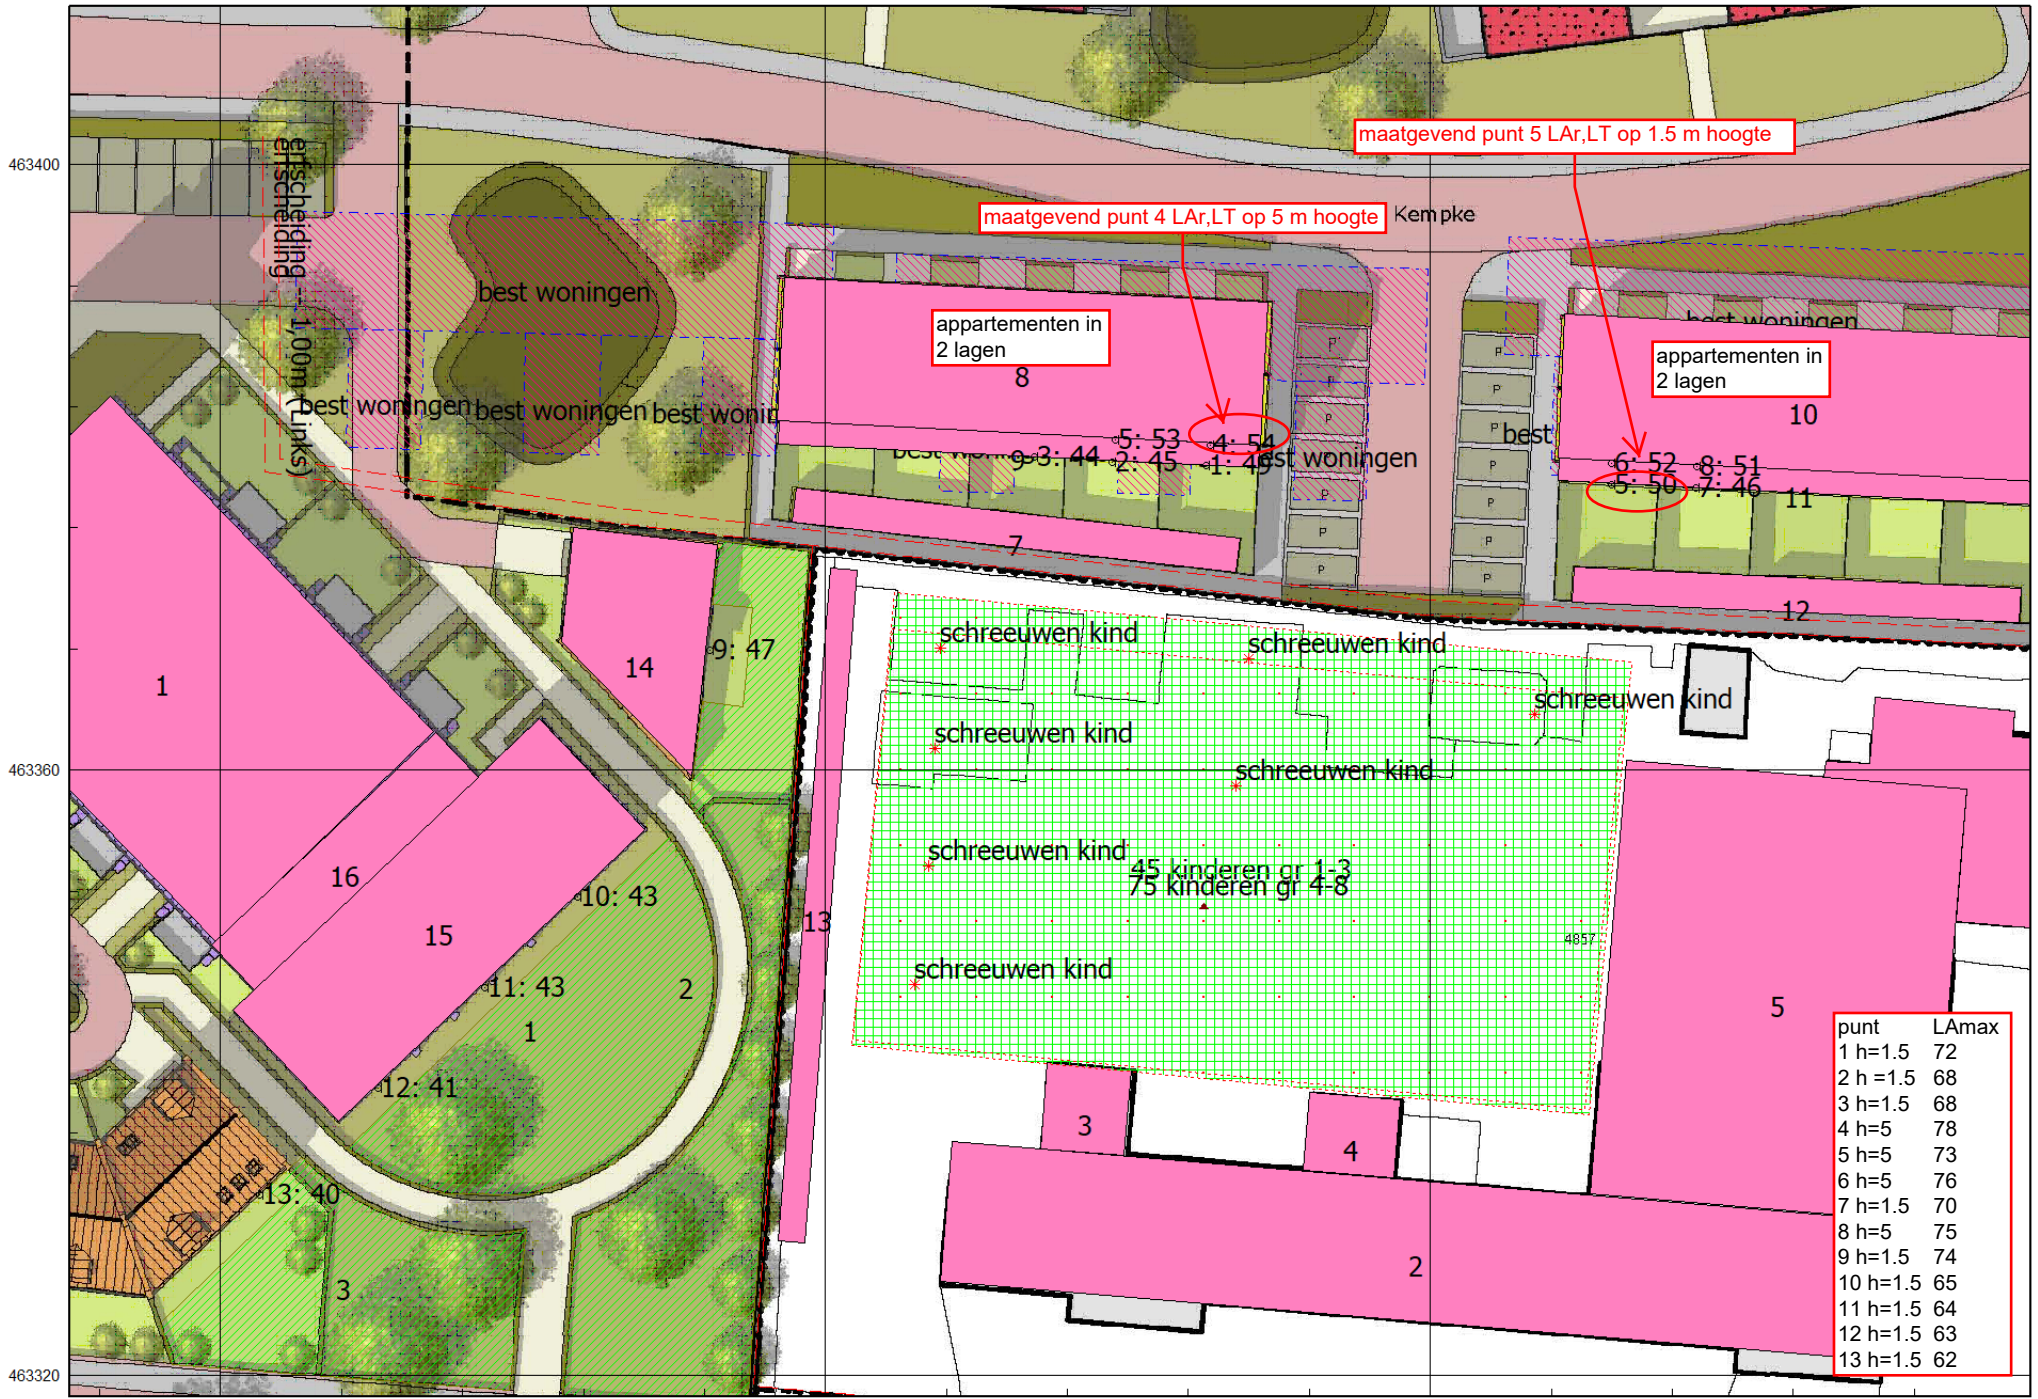 maatgevend punt 5 LAr,LT op 1.5 m hoogte
463400
erfscheiding -- 1,00m (Links)
erfscheiding
maatgevend punt 4 LAr,LT op 5 m hoogte
Kempke
best woningen
appartementen in
2 lagen
8
best woningen
appartementen in
2 lagen
10
best woningen
best woningen
best wonin
best
5: 53
4: 54
9
3: 44
2: 45
1: 45
best woningen
6: 52
8: 51
5: 50
7: 46
11
P
P
P
P
P
P
P
P
P
P
P
P
P
P
7
12
1
14
9: 47
schreeuwen kind
schreeuwen kind
schreeuwen kind
schreeuwen kind
463360
schreeuwen kind
schreeuwen kind
45 kinderen gr 1-3
75 kinderen gr 4-8
16
10: 43
15
13
4857
11: 43
2
1
schreeuwen kind
5
12: 41
3
4
13: 40
3
2
463320
punt LAmax
1 h=1.5 72
2 h =1.5 68
3 h=1.5 68
4 h=5 78
5 h=5 73
6 h=5 76
7 h=1.5 70
8 h=5 75
9 h=1.5 74
10 h=1.5 65
11 h=1.5 64
12 h=1.5 63
13 h=1.5 62